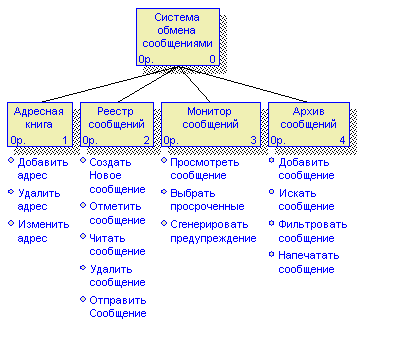 Система
обмена
сообщениями
0р. 0
Адресная
книга
0р. 1
Реестр
сообщений
0р. 2
Монитор
сообщений
0р. 3
Архив
сообщений
0р. 4
Добавить
адрес
Удалить
адрес
Изменить
адрес
Создать
Новое
сообщение
Отметить
сообщение
Читать
сообщение
Удалить
сообщение
Отправить
Сообщение
Просмотреть
сообщение
Выбрать
просроченные
Сгенерировать
предупреждение
Добавить
сообщение
Искать
сообщение
Фильтровать
сообщение
Напечатать
сообщение